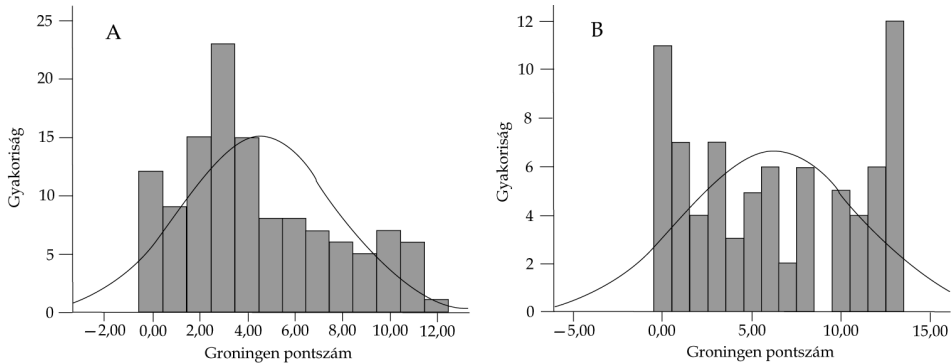 A
Gyakoriság
25
20
15
10
5
0
−2,00 0,00 2,00 4,00 6,00 8,00 10,00 12,00
Groningen pontszám
B
Gyakoriság
12
10
8
6
4
2
0
−5,00 0,00 5,00 10,00 15,00
Groningen pontszám